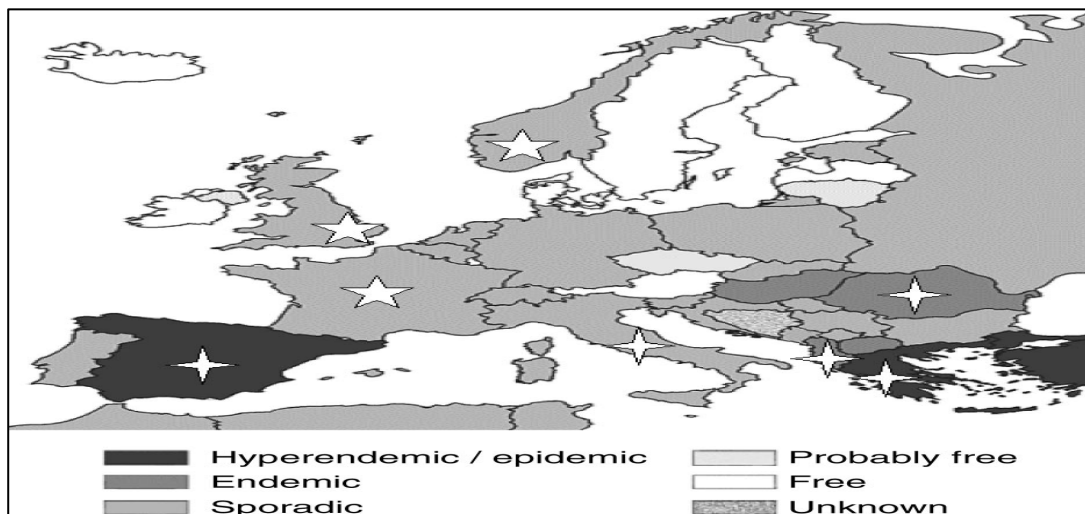 Hyperendemic / epidemic
Endemic
Sporadic
Probably free
Free
Unknown